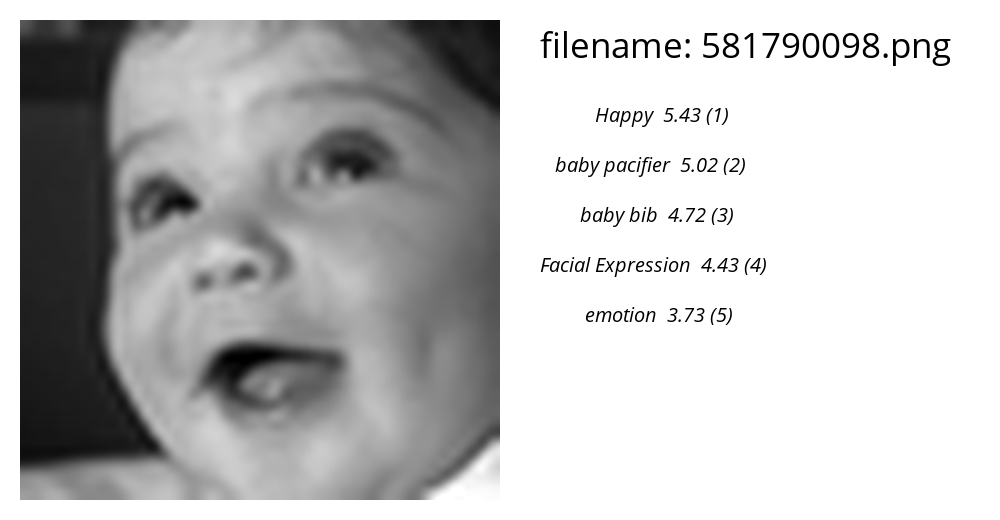 filename: 581790098.png
Happy 5.43 (1)
baby pacifier 5.02 (2)
baby bib 4.72 (3)
Facial Expression 4.43 (4)
emotion 3.73 (5)